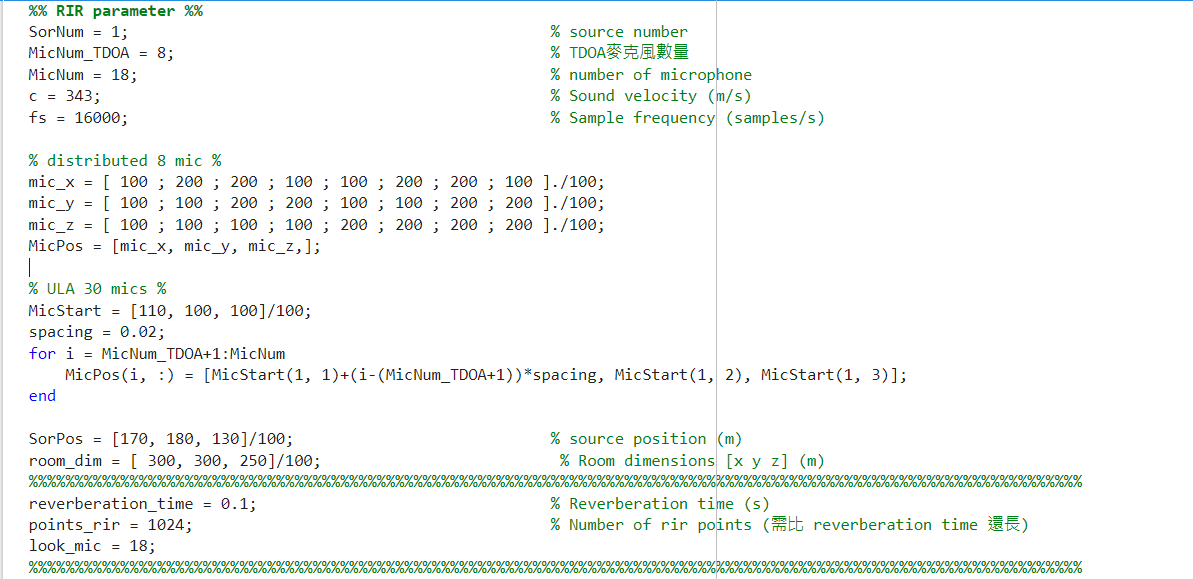 %% RIR parameter %%
SorNum = 1; % source number
MicNum_TDOA = 8; % TDOA麥克風數量
MicNum = 18; % number of microphone
c = 343; % Sound velocity (m/s)
fs = 16000; % Sample frequency (samples/s)
% distributed 8 mic %
mic_x = [ 100 ; 200 ; 200 ; 100 ; 100 ; 200 ; 200 ; 100 ]./100;
mic_y = [ 100 ; 100 ; 200 ; 200 ; 100 ; 100 ; 200 ; 200 ]./100;
mic_z = [ 100 ; 100 ; 100 ; 100 ; 200 ; 200 ; 200 ; 200 ]./100;
MicPos = [mic_x, mic_y, mic_z,];
% ULA 30 mics %
MicStart = [110, 100, 100]/100;
spacing = 0.02;
for i = MicNum_TDOA+1:MicNum
MicPos(i, :) = [MicStart(1, 1)+(i-(MicNum_TDOA+1))*spacing, MicStart(1, 2), MicStart(1, 3)];
end
SorPos = [170, 180, 130]/100; % source position (m)
room_dim = [ 300, 300, 250]/100; % Room dimensions [x y z] (m)
%%%%%%%%%%%%%%%%%%%%%%%%%%%%%%%%%%%%%%%%%%%%%%%%%%%%%%%%%%%%%%%%%%%%%%%%%%%%%%%%%%%%%%%%%%%%%%%%%%%%%%%%%%%%%%%%%%%%%
reverberation_time = 0.1; % Reverberation time (s)
points_rir = 1024; % Number of rir points (需比 reverberation time 還長)
look_mic = 18;
%%%%%%%%%%%%%%%%%%%%%%%%%%%%%%%%%%%%%%%%%%%%%%%%%%%%%%%%%%%%%%%%%%%%%%%%%%%%%%%%%%%%%%%%%%%%%%%%%%%%%%%%%%%%%%%%%%%%%